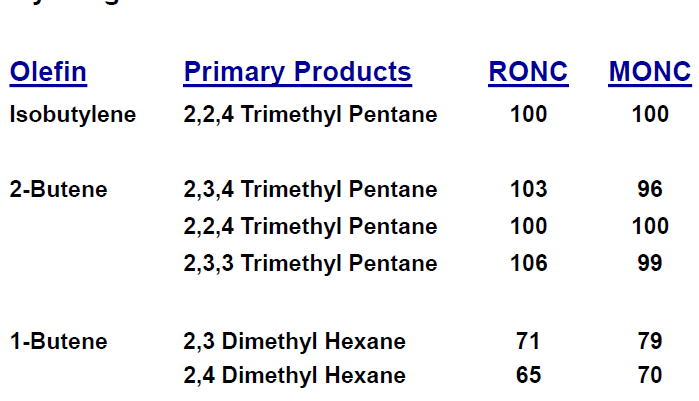 Olefin Primary Products RONC MONC
Isobutylene 2,2,4 Trimethyl Pentane 100 100
2-Butene 2,3,4 Trimethyl Pentane 103 96
2,2,4 Trimethyl Pentane 100 100
2,3,3 Trimethyl Pentane 106 99
1-Butene 2,3 Dimethyl Hexane 71 79
2,4 Dimethyl Hexane 65 70